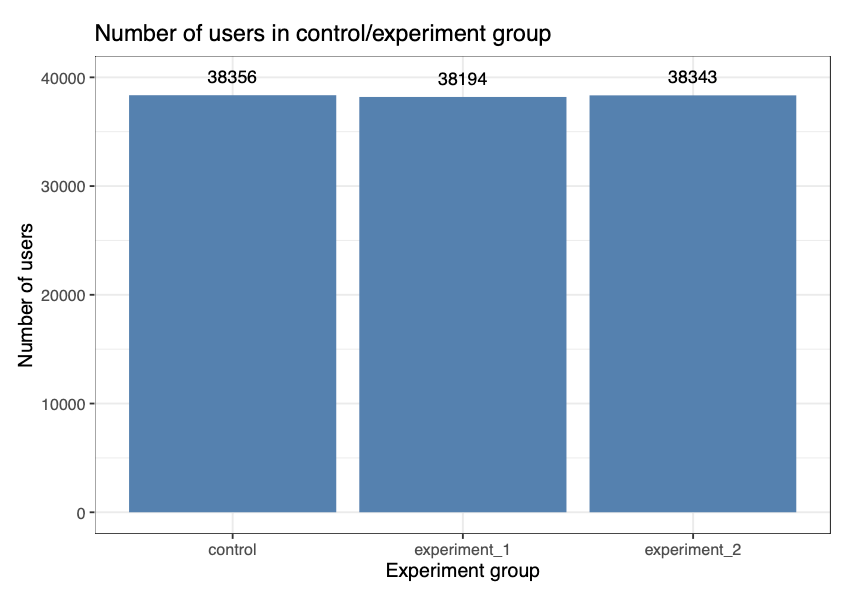 Number of users in control/experiment group
38356
38194
38343
40000
30000
20000
10000
0
Number of users
control
experiment_1
experiment_2
Experiment group